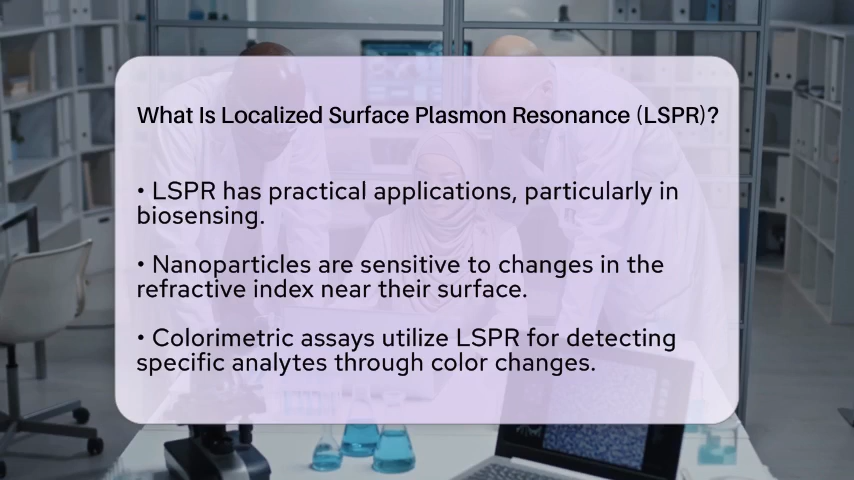 What Is Localized Surface Plasmon Resonance (LSPR)?
• LSPR has practical applications, particularly in
biosensing.
• Nanoparticles are sensitive to changes in the
refractive index near their surface.
• Colorimetric assays utilize LSPR for detecting
specific analytes through color changes.